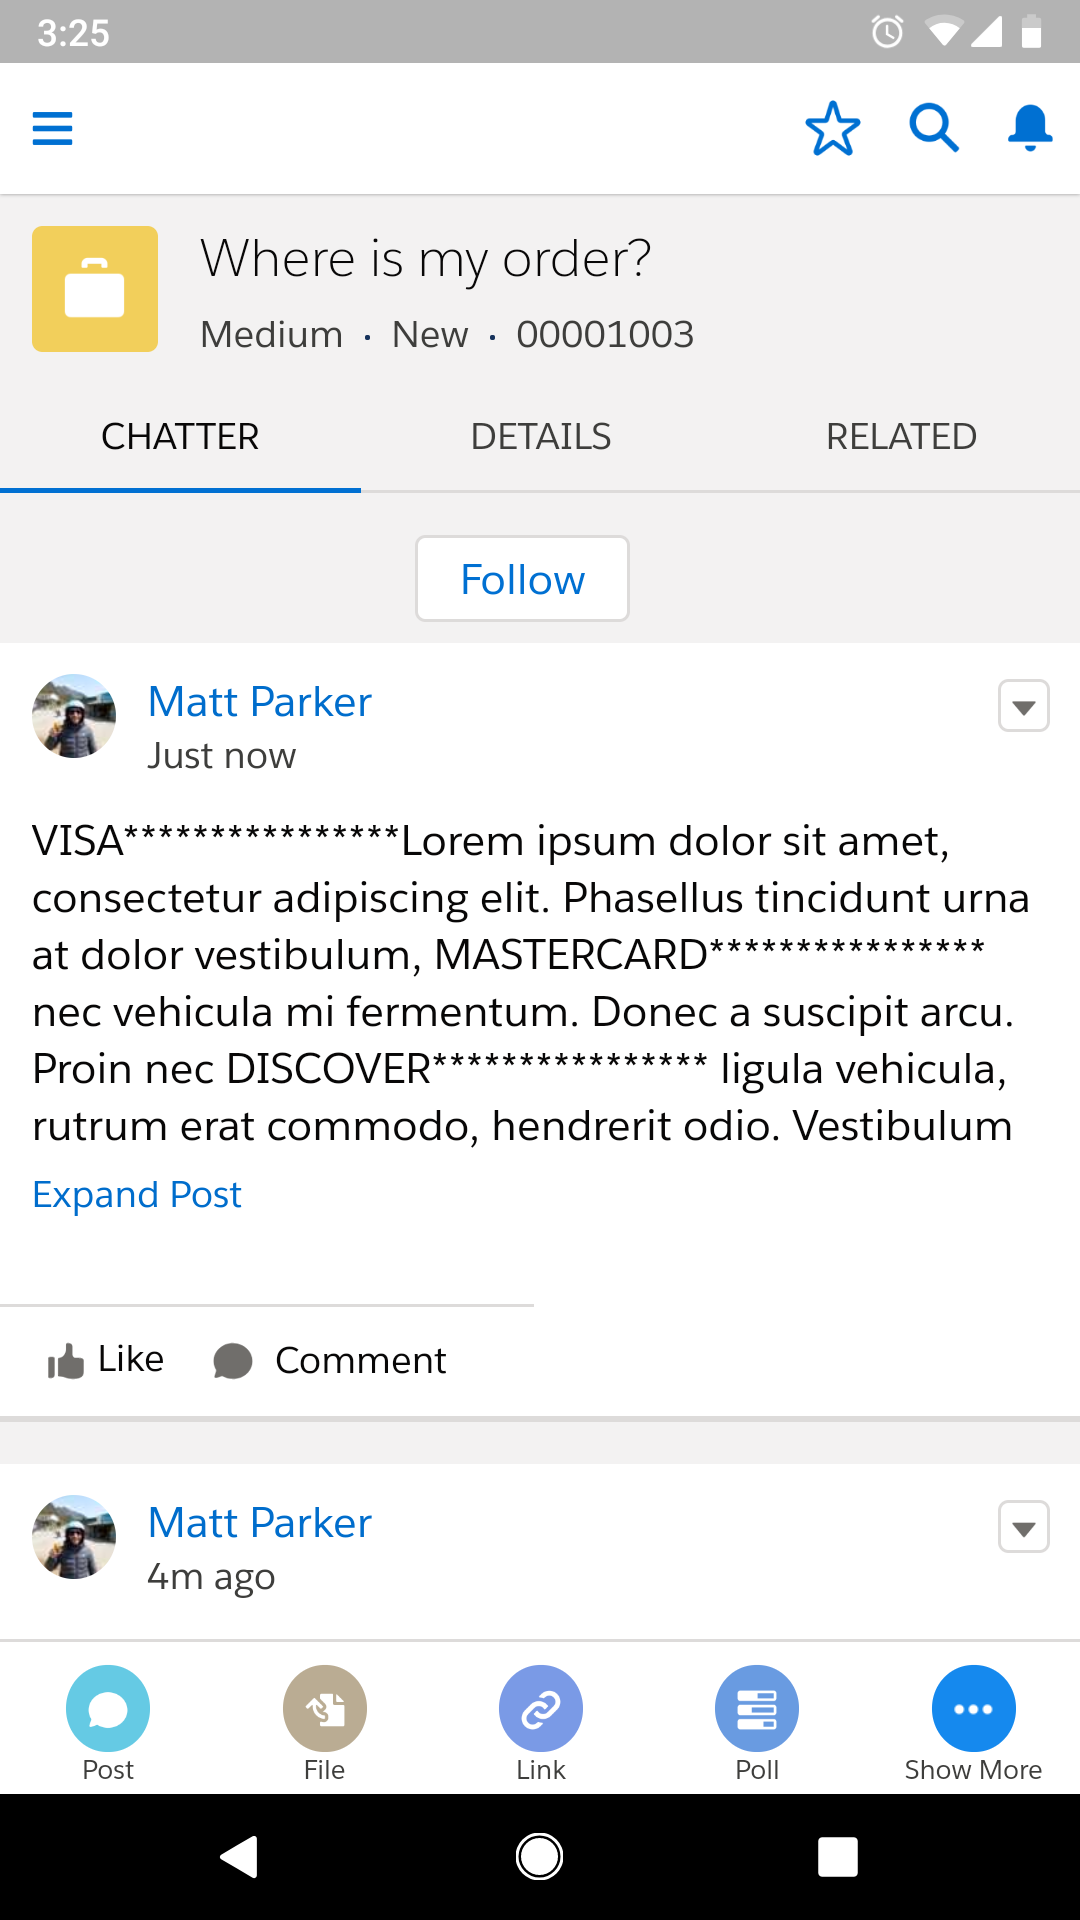 3:25
Where is my order?
Medium · New · 00001003
CHATTER DETAILS RELATED
Follow
Matt Parker
Just now
VISA****************Lorem ipsum dolor sit amet,
consectetur adipiscing elit. Phasellus tincidunt urna
at dolor vestibulum, MASTERCARD****************
nec vehicula mi fermentum. Donec a suscipit arcu.
Proin nec DISCOVER**************** ligula vehicula,
rutrum erat commodo, hendrerit odio. Vestibulum
Expand Post
Like Comment
Matt Parker
4m ago
Post File Link Poll Show More